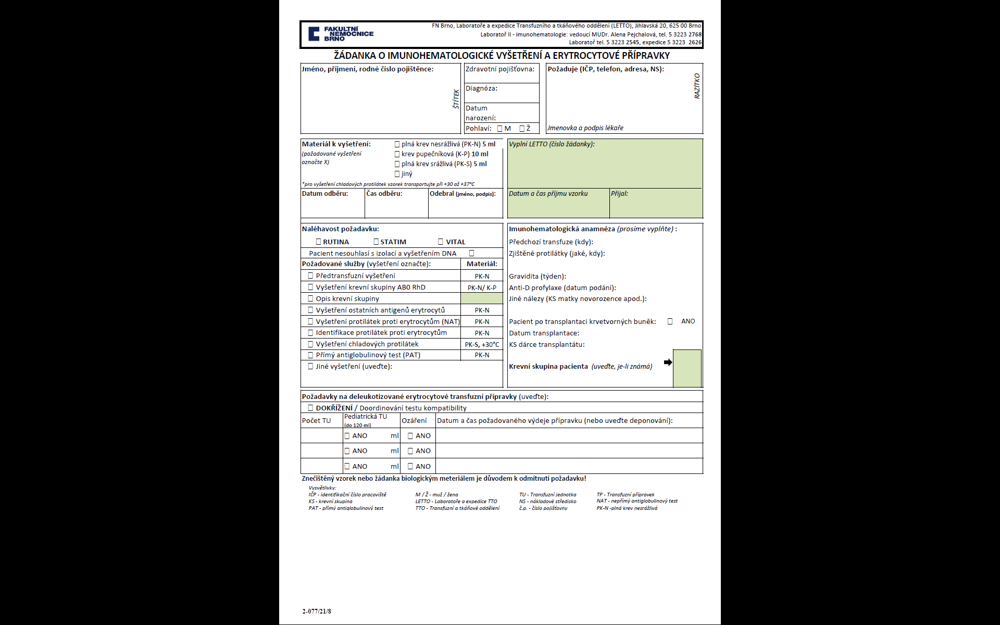 FAKULTNÍ
NEMOCNICE
BRNO
FN Brno, Laboratoře a expedice Transfuzního a tkáňového oddělení (LETTO), Jihlavská 20, 625 00 Brno
Laboratoř II - imunohematologie: vedoucí MUDr. Alena Pejchalová, tel. 5 3223 2768
Laboratoř tel. 5 3223 2545, expedice 5 3223 2626
ŽÁDANKA O IMUNOHEMATOLOGICKÉ VYŠETŘENÍ A ERYTROCYTOVÉ PŘÍPRAVKY
Jméno, příjmení, rodné číslo pojištěnce:
ŠTÍTEK
Zdravotní pojišťovna:
Diagnóza:
Datum
narození:
Pohlaví: □ M □ Ž
Požaduje (IČP, telefon, adresa, NS):
RAZÍTKO
Jmenovka a podpis lékaře
Materiál k vyšetření:
(požadované vyšetření
označte X)
□ plná krev nesrážlivá (PK-N) 5 ml
□ krev pupečníková (K-P) 10 ml
□ plná krev srážlivá (PK-S) 5 ml
□ jiný
*pro vyšetření chladových protilátek vzorek transportujte při +30 až +37°C
Datum odběru: Čas odběru: Odebral (jméno, podpis):
Vyplní LETTO (číslo žádanky):
Datum a čas příjmu vzorku Přijal:
Naléhavost požadavku:
□ RUTINA □ STATIM □ VITAL
Pacient nesouhlasí s izolací a vyšetřením DNA □
Požadované služby (vyšetření označte): Materiál:
□ Předtransfuzní vyšetření PK-N
□ Vyšetření krevní skupiny AB0 RhD PK-N/ K-P
□ Opis krevní skupiny
□ Vyšetření ostatních antigenů erytrocytů PK-N
□ Vyšetření protilátek proti erytrocytům (NAT) PK-N
□ Identifikace protilátek proti erytrocytům PK-N
□ Vyšetření chladových protilátek PK-S, +30°C
□ Přímý antiglobulinový test (PAT) PK-N
□ Jiné vyšetření (uveďte):
Imunohematologická anamnéza (prosíme vyplňte) :
Předchozí transfuze (kdy):
Zjištěné protilátky (jaké, kdy):
Gravidita (týden):
Anti-D profylaxe (datum podání):
Jiné nálezy (KS matky novorozence apod.):
Pacient po transplantaci krvetvorných buněk: □ ANO
Datum transplantace:
KS dárce transplantátu:
Krevní skupina pacienta (uveďte, je-li známá)
Požadavky na deleukotizované erytrocytové transfuzní přípravky (uveďte):
□ DOKŘÍŽENÍ / Doordinování testu kompatibility
Počet TU Pediatrická TU (do 120 ml) Ozáření Datum a čas požadovaného výdeje přípravku (nebo uveďte deponování):
□ ANO ml □ ANO
□ ANO ml □ ANO
□ ANO ml □ ANO
Znečištěný vzorek nebo žádanka biologickým meteriálem je důvodem k odmítnutí požadavku!
Vysvětlivky:
IČP - identifikační číslo pracoviště M / Ž - muž / žena TU - Transfuzní jednotka TP - Transfuzní přípravek
KS - krevní skupina LETTO - Laboratoře a expedice TTO NS - nákladové středisko NAT - nepřímý antiglobulinový test
PAT - přímý antiglobulinový test TTO - Transfuzní a tkáňové oddělení č.p. - číslo pojišťovny PK-N -plná krev nesrážlivá
2-077/21/8